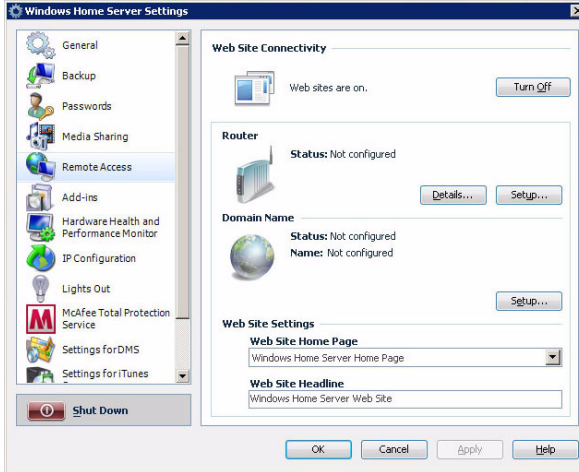 Windows Home Server Settings
General
Backup
Passwords
Media Sharing
Remote Access
Add-ins
Hardware Health and
Performance Monitor
IP Configuration
Lights Out
McAfee Total Protection
Service
Settings for DMS
Settings for iTunes
Shut Down
Web Site Connectivity
Web sites are on.
Turn Off
Router
Status: Not configured
Details...
Setup...
Domain Name
Status: Not configured
Name: Not configured
Setup...
Web Site Settings
Web Site Home Page
Windows Home Server Home Page
Web Site Headline
Windows Home Server Web Site
OK
Cancel
Apply
Help